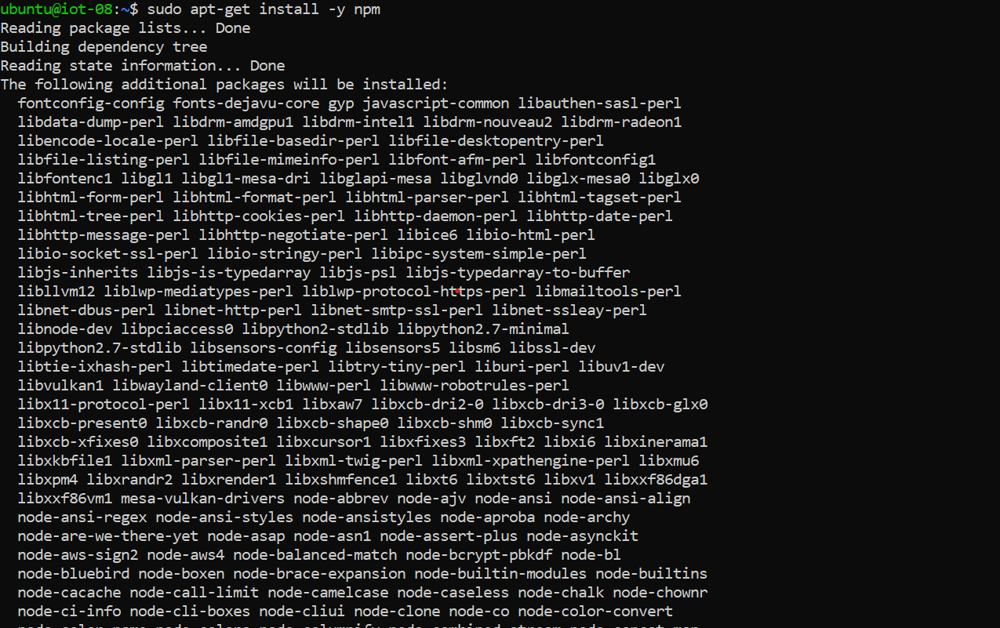 ubuntu@iot-08:~$ sudo apt-get install -y npm
Reading package lists... Done
Building dependency tree
Reading state information... Done
The following additional packages will be installed:
  fontconfig-config fonts-dejavu-core gyp javascript-common libauthen-sasl-perl
  libdata-dump-perl libdrm-amdgpu1 libdrm-intel1 libdrm-nouveau2 libdrm-radeon1
  libencode-locale-perl libfile-basedir-perl libfile-desktopentry-perl
  libfile-listing-perl libfile-mimeinfo-perl libfont-afm-perl libfontconfig1
  libfontenc1 libgl1 libgl1-mesa-dri libglapi-mesa libglvnd0 libglx-mesa0 libglx0
  libhtml-form-perl libhtml-format-perl libhtml-parser-perl libhtml-tagset-perl
  libhtml-tree-perl libhttp-cookies-perl libhttp-daemon-perl libhttp-date-perl
  libhttp-message-perl libhttp-negotiate-perl libice6 libio-html-perl
  libio-socket-ssl-perl libio-stringy-perl libipc-system-simple-perl
  libjs-inherits libjs-is-typedarray libjs-psl libjs-typedarray-to-buffer
  libllvm12 liblwp-mediatypes-perl liblwp-protocol-https-perl libmailtools-perl
  libnet-dbus-perl libnet-http-perl libnet-smtp-ssl-perl libnet-ssleay-perl
  libnode-dev libpciaccess0 libpython2-stdlib libpython2.7-minimal
  libpython2.7-stdlib libsensors-config libsensors5 libsm6 libssl-dev
  libtie-ixhash-perl libtimedate-perl libtry-tiny-perl liburi-perl libuv1-dev
  libvulkan1 libwayland-client0 libwww-perl libwww-robotrules-perl
  libx11-protocol-perl libx11-xcb1 libxaw7 libxcb-dri2-0 libxcb-dri3-0 libxcb-glx0
  libxcb-present0 libxcb-randr0 libxcb-shape0 libxcb-shm0 libxcb-sync1
  libxcb-xfixes0 libxcomposite1 libxcursor1 libxfixes3 libxft2 libxi6 libxinerama1
  libxkbfile1 libxml-parser-perl libxml-twig-perl libxml-xpathengine-perl libxmu6
  libxpm4 libxrandr2 libxrender1 libxshmfence1 libxt6 libxtst6 libxv1 libxxf86dga1
  libxxf86vm1 mesa-vulkan-drivers node-abbrev node-ajv node-ansi node-ansi-align
  node-ansi-regex node-ansi-styles node-ansistyles node-aproba node-archy
  node-are-we-there-yet node-asap node-asn1 node-assert-plus node-asynckit
  node-aws-sign2 node-aws4 node-balanced-match node-bcrypt-pbkdf node-bl
  node-bluebird node-boxen node-brace-expansion node-builtin-modules node-builtins
  node-cacache node-call-limit node-camelcase node-caseless node-chalk node-chownr
  node-ci-info node-cli-boxes node-cliui node-clone node-co node-color-convert